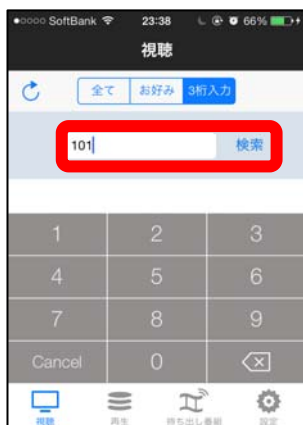 SoftBank 23:38 66%
視聴
全て お好み 3桁入力
101 検索
1 2 3
4 5 6
7 8 9
Cancel 0
視聴 再生 持ち出し番組 設定